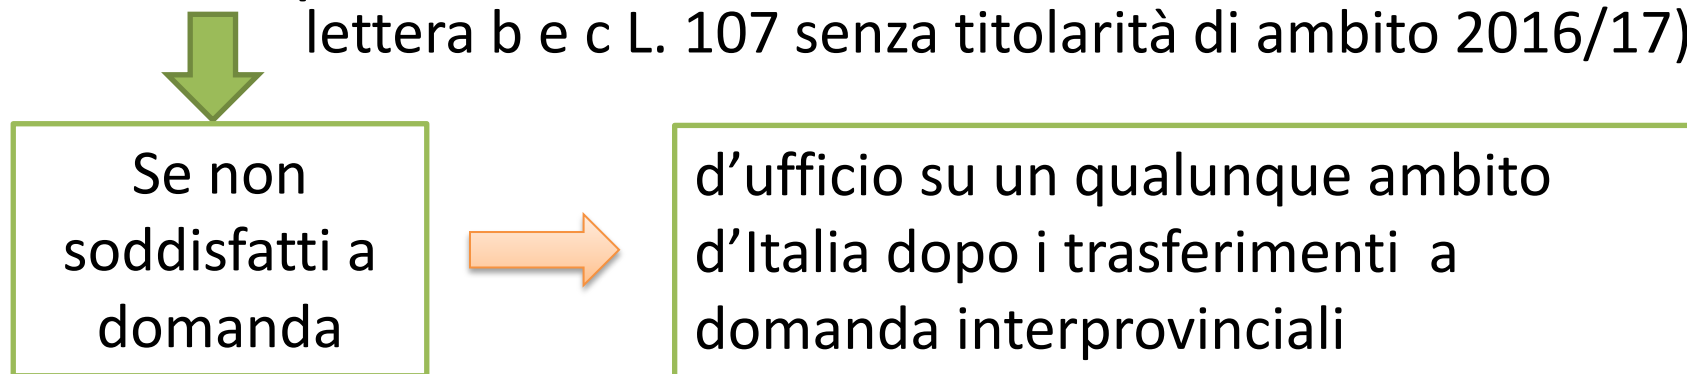 lettera b e c L. 107 senza titolarità di ambito 2016/17)
Se non
soddisfatti a
domanda
d’ufficio su un qualunque ambito
d’Italia dopo i trasferimenti a
domanda interprovinciali